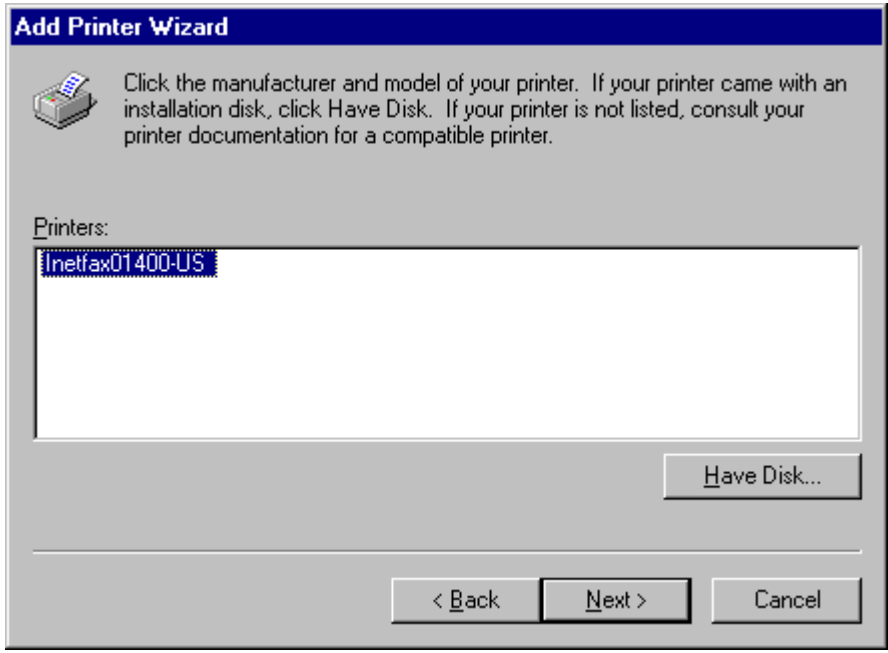 Add Printer Wizard
Click the manufacturer and model of your printer. If your printer came with an
installation disk, click Have Disk. If your printer is not listed, consult your
printer documentation for a compatible printer.
Printers:
Inetfax01400-US
Have Disk...
< Back
Next >
Cancel